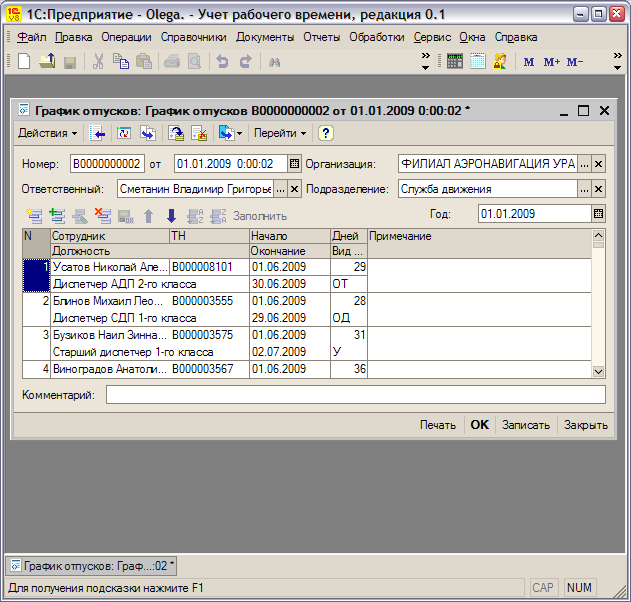 1С:Предприятие - Olega. - Учет рабочего времени, редакция 0.1
Файл Правка Операции Справочники Документы Отчеты Обработки Сервис Окна Справка
M M+ M-
График отпусков: График отпусков В0000000002 от 01.01.2009 0:00:02 *
Действия Перейти
Номер: В0000000002 от 01.01.2009 0:00:02 Организация: ФИЛИАЛ АЭРОНАВИГАЦИЯ УРА
Ответственный: Сметанин Владимир Григорье Подразделение: Служба движения
Заполнить Год: 01.01.2009
N Сотрудник ТН Начало Дней Примечание
Должность Окончание Вид ...
1 Усатов Николай Але... В000008101 01.06.2009 29
Диспетчер АДП 2-го класса 30.06.2009 ОТ
2 Блинов Михаил Лео... В000003555 01.06.2009 28
Диспетчер СДП 1-го класса 29.06.2009 ОД
3 Бузиков Наил Зинна... В000003575 01.06.2009 31
Старший диспетчер 1-го класса 02.07.2009 У
4 Виноградов Анатоли... В000003567 01.06.2009 36
Комментарий:
Печать OK Записать Закрыть
График отпусков: Граф...:02 *
Для получения подсказки нажмите F1 CAP NUM